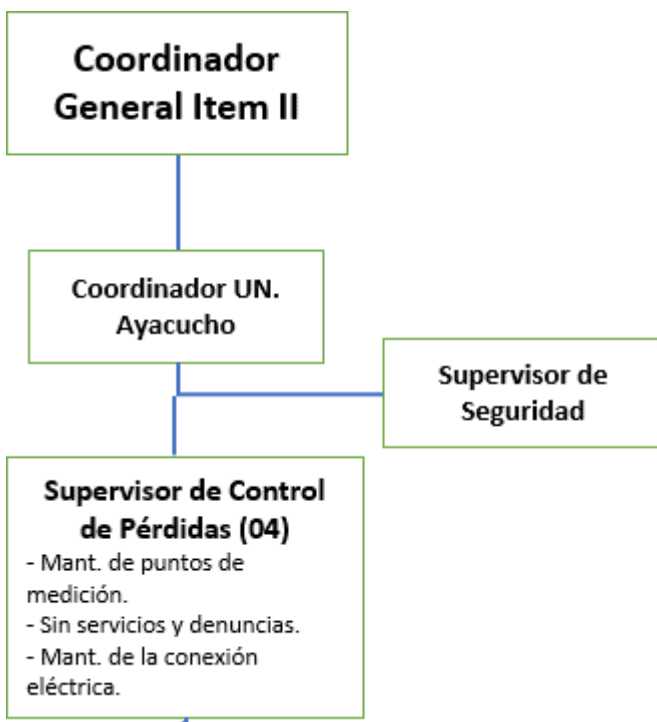 Coordinador
General Item II
Coordinador UN.
Ayacucho
Supervisor de
Seguridad
Supervisor de Control
de Pérdidas (04)
- Mant. de puntos de
medición.
- Sin servicios y denuncias.
- Mant. de la conexión
eléctrica.